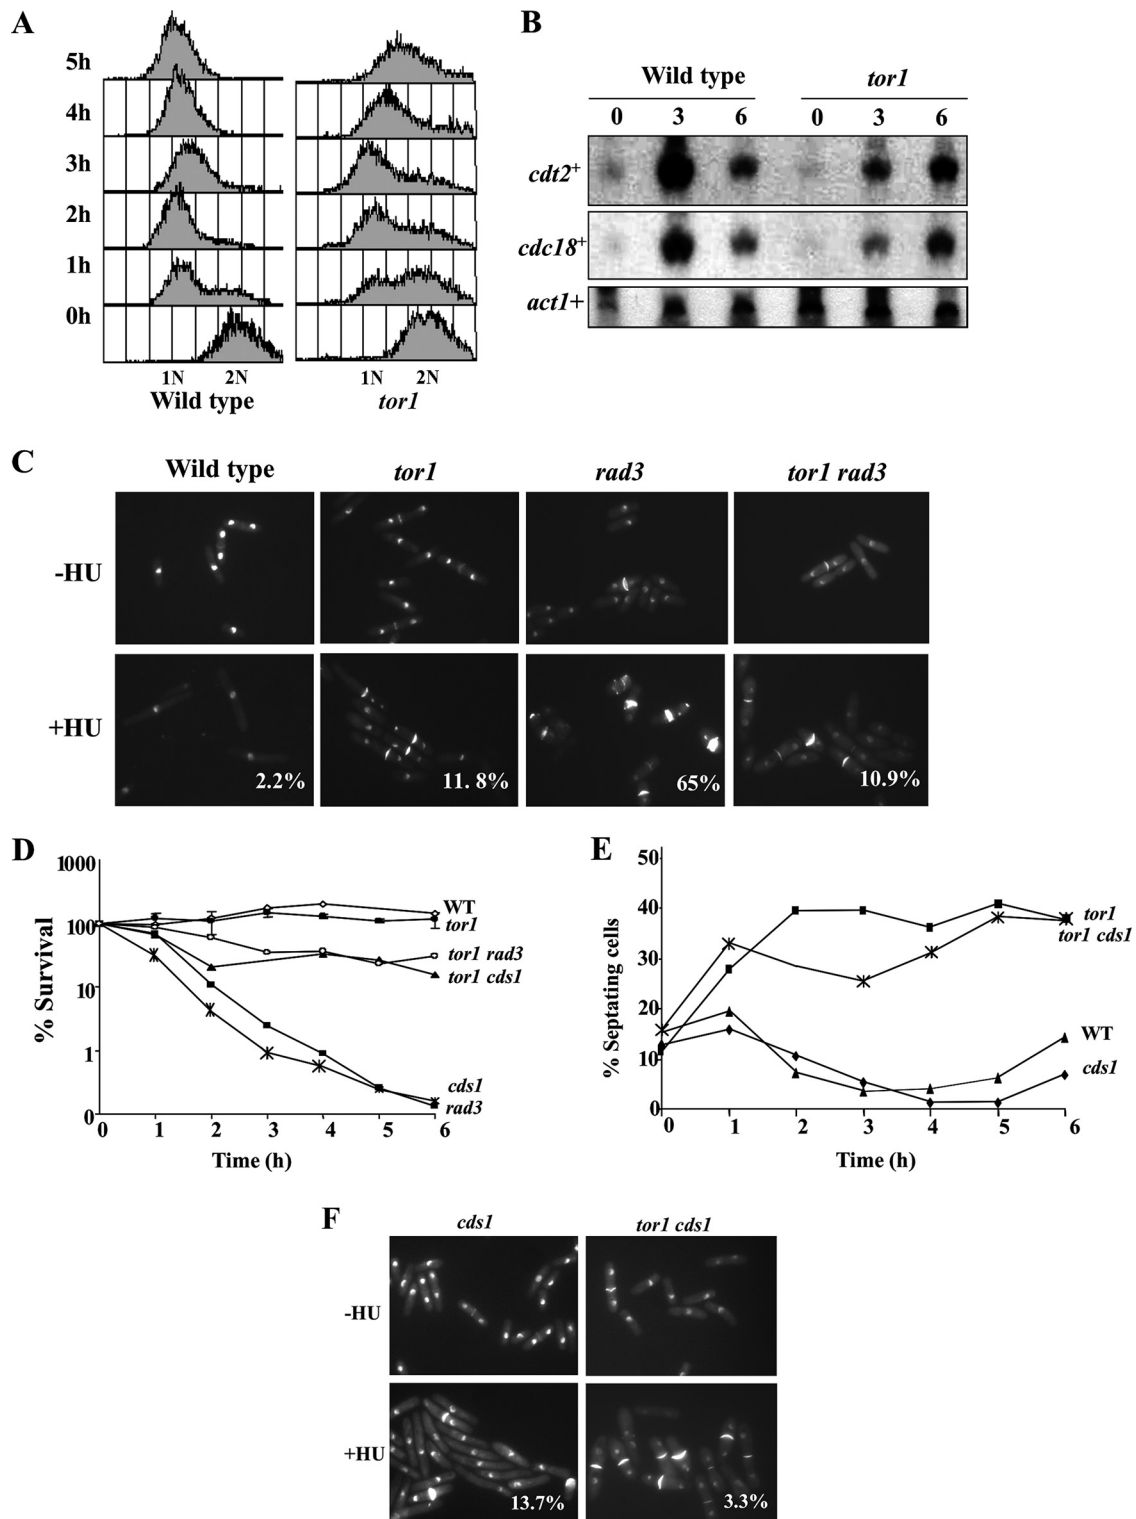 A
5h
4h
3h
2h
1h
0h
1N 2N 1N 2N
Wild type tor1
B
Wild type tor1
0 3 6 0 3 6
cdt2+
cdc18+
act1+
C
Wild type tor1 rad3 tor1 rad3
-HU
+HU
2.2% 11. 8% 65% 10.9%
D
1000
100
10
1
0
% Survival
WT
tor1
tor1 rad3
tor1 cds1
cds1
rad3
0 1 2 3 4 5 6
Time (h)
E
50
40
30
20
10
0
% Septating cells
tor1
tor1 cds1
WT
cds1
0 1 2 3 4 5 6
Time (h)
F
cds1 tor1 cds1
-HU
+HU
13.7% 3.3%